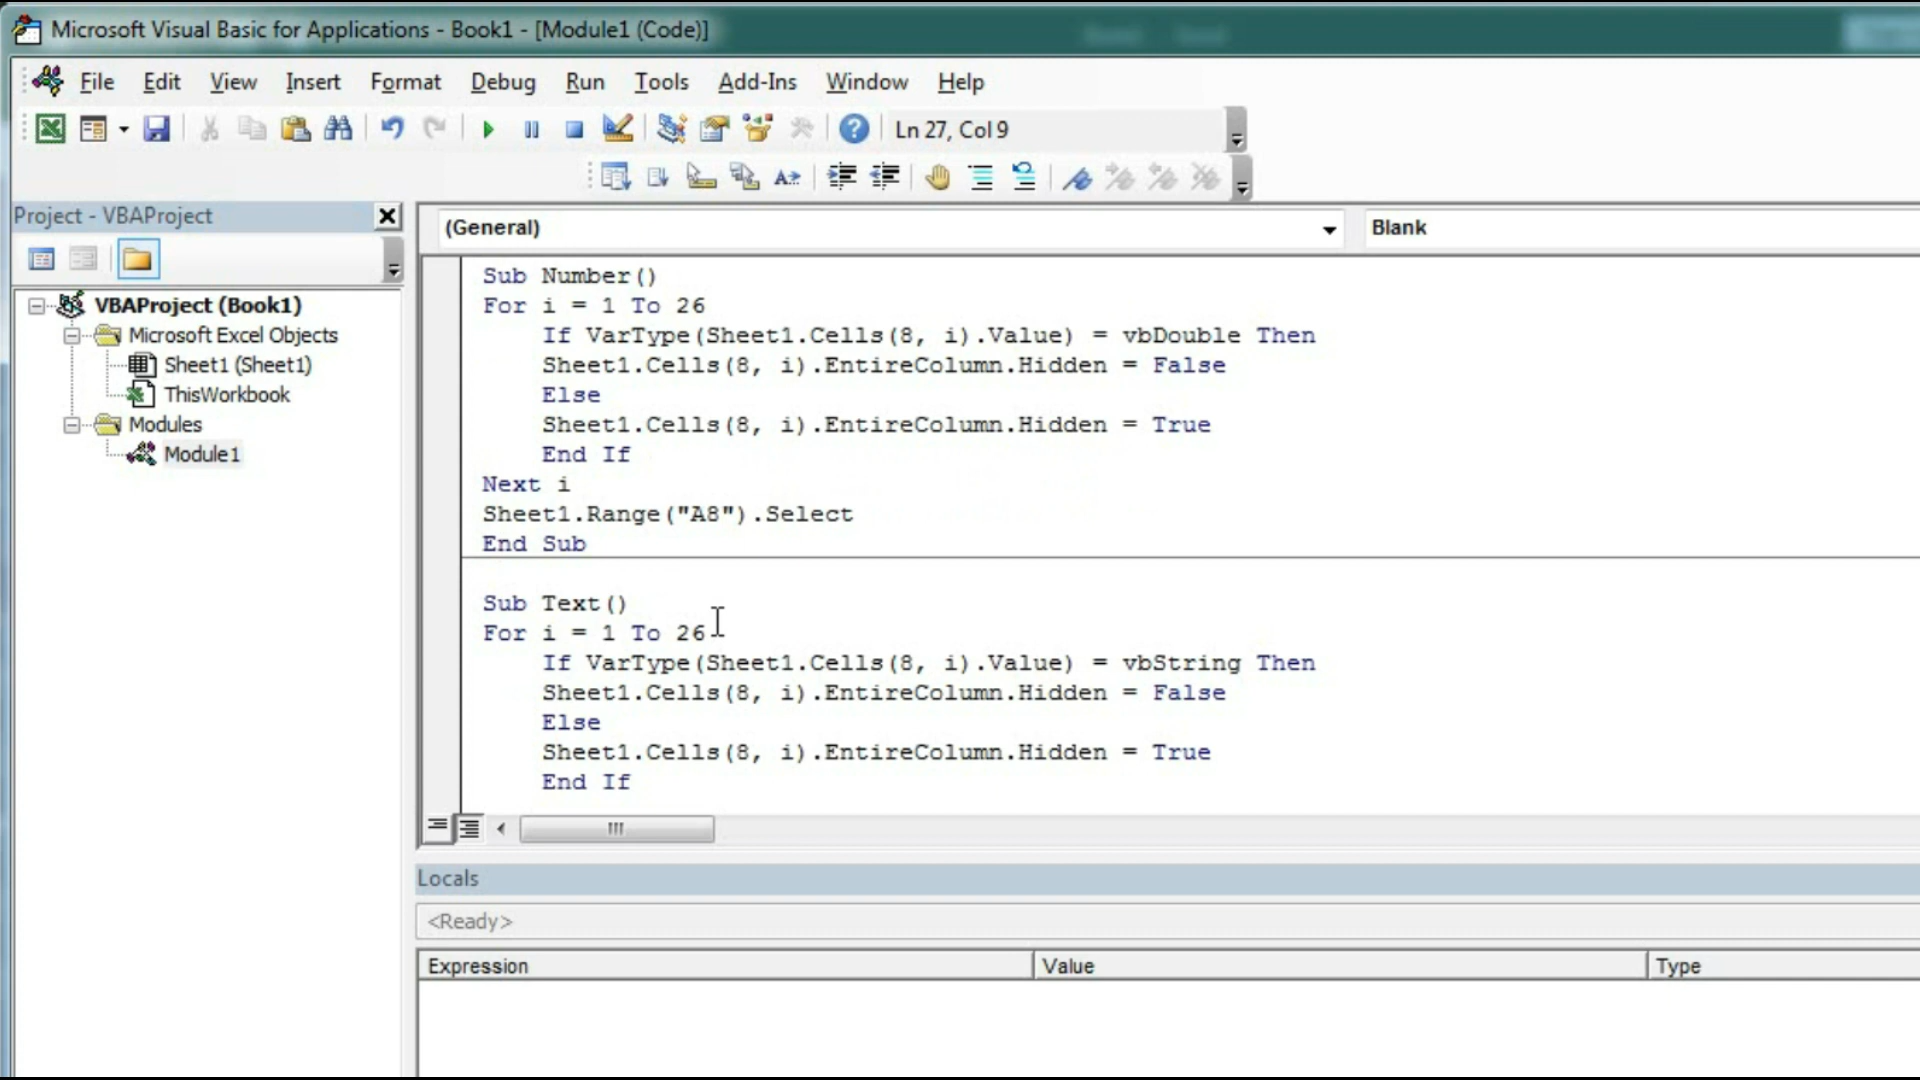 Microsoft Visual Basic for Applications - Book1 - [Module1 (Code)]
File Edit View Insert Format Debug Run Tools Add-Ins Window Help
Ln 27, Col 9
Project - VBAProject
(General)
Blank
VBAProject (Book1)
Microsoft Excel Objects
Sheet1 (Sheet1)
ThisWorkbook
Modules
Module1
Sub Number()
For i = 1 To 26
If VarType(Sheet1.Cells(8, i).Value) = vbDouble Then
Sheet1.Cells(8, i).EntireColumn.Hidden = False
Else
Sheet1.Cells(8, i).EntireColumn.Hidden = True
End If
Next i
Sheet1.Range("A8").Select
End Sub
Sub Text()
For i = 1 To 26
If VarType(Sheet1.Cells(8, i).Value) = vbString Then
Sheet1.Cells(8, i).EntireColumn.Hidden = False
Else
Sheet1.Cells(8, i).EntireColumn.Hidden = True
End If
Locals
<Ready>
Expression Value Type